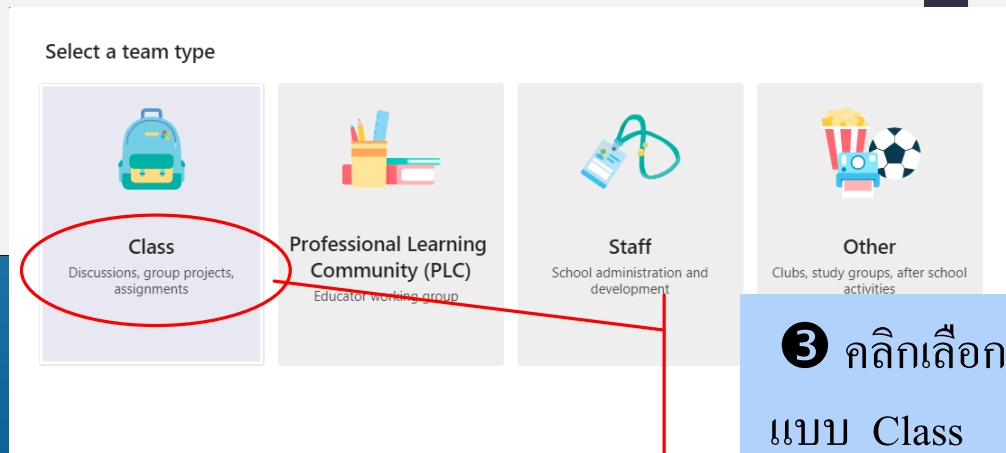 Select a team type
Class
Discussions, group projects,
assignments
Professional Learning
Community (PLC)
Educator working group
Staff
School administration and
development
Other
Clubs, study groups, after school
activities
❸ คลิกเลือก
แบบ Class